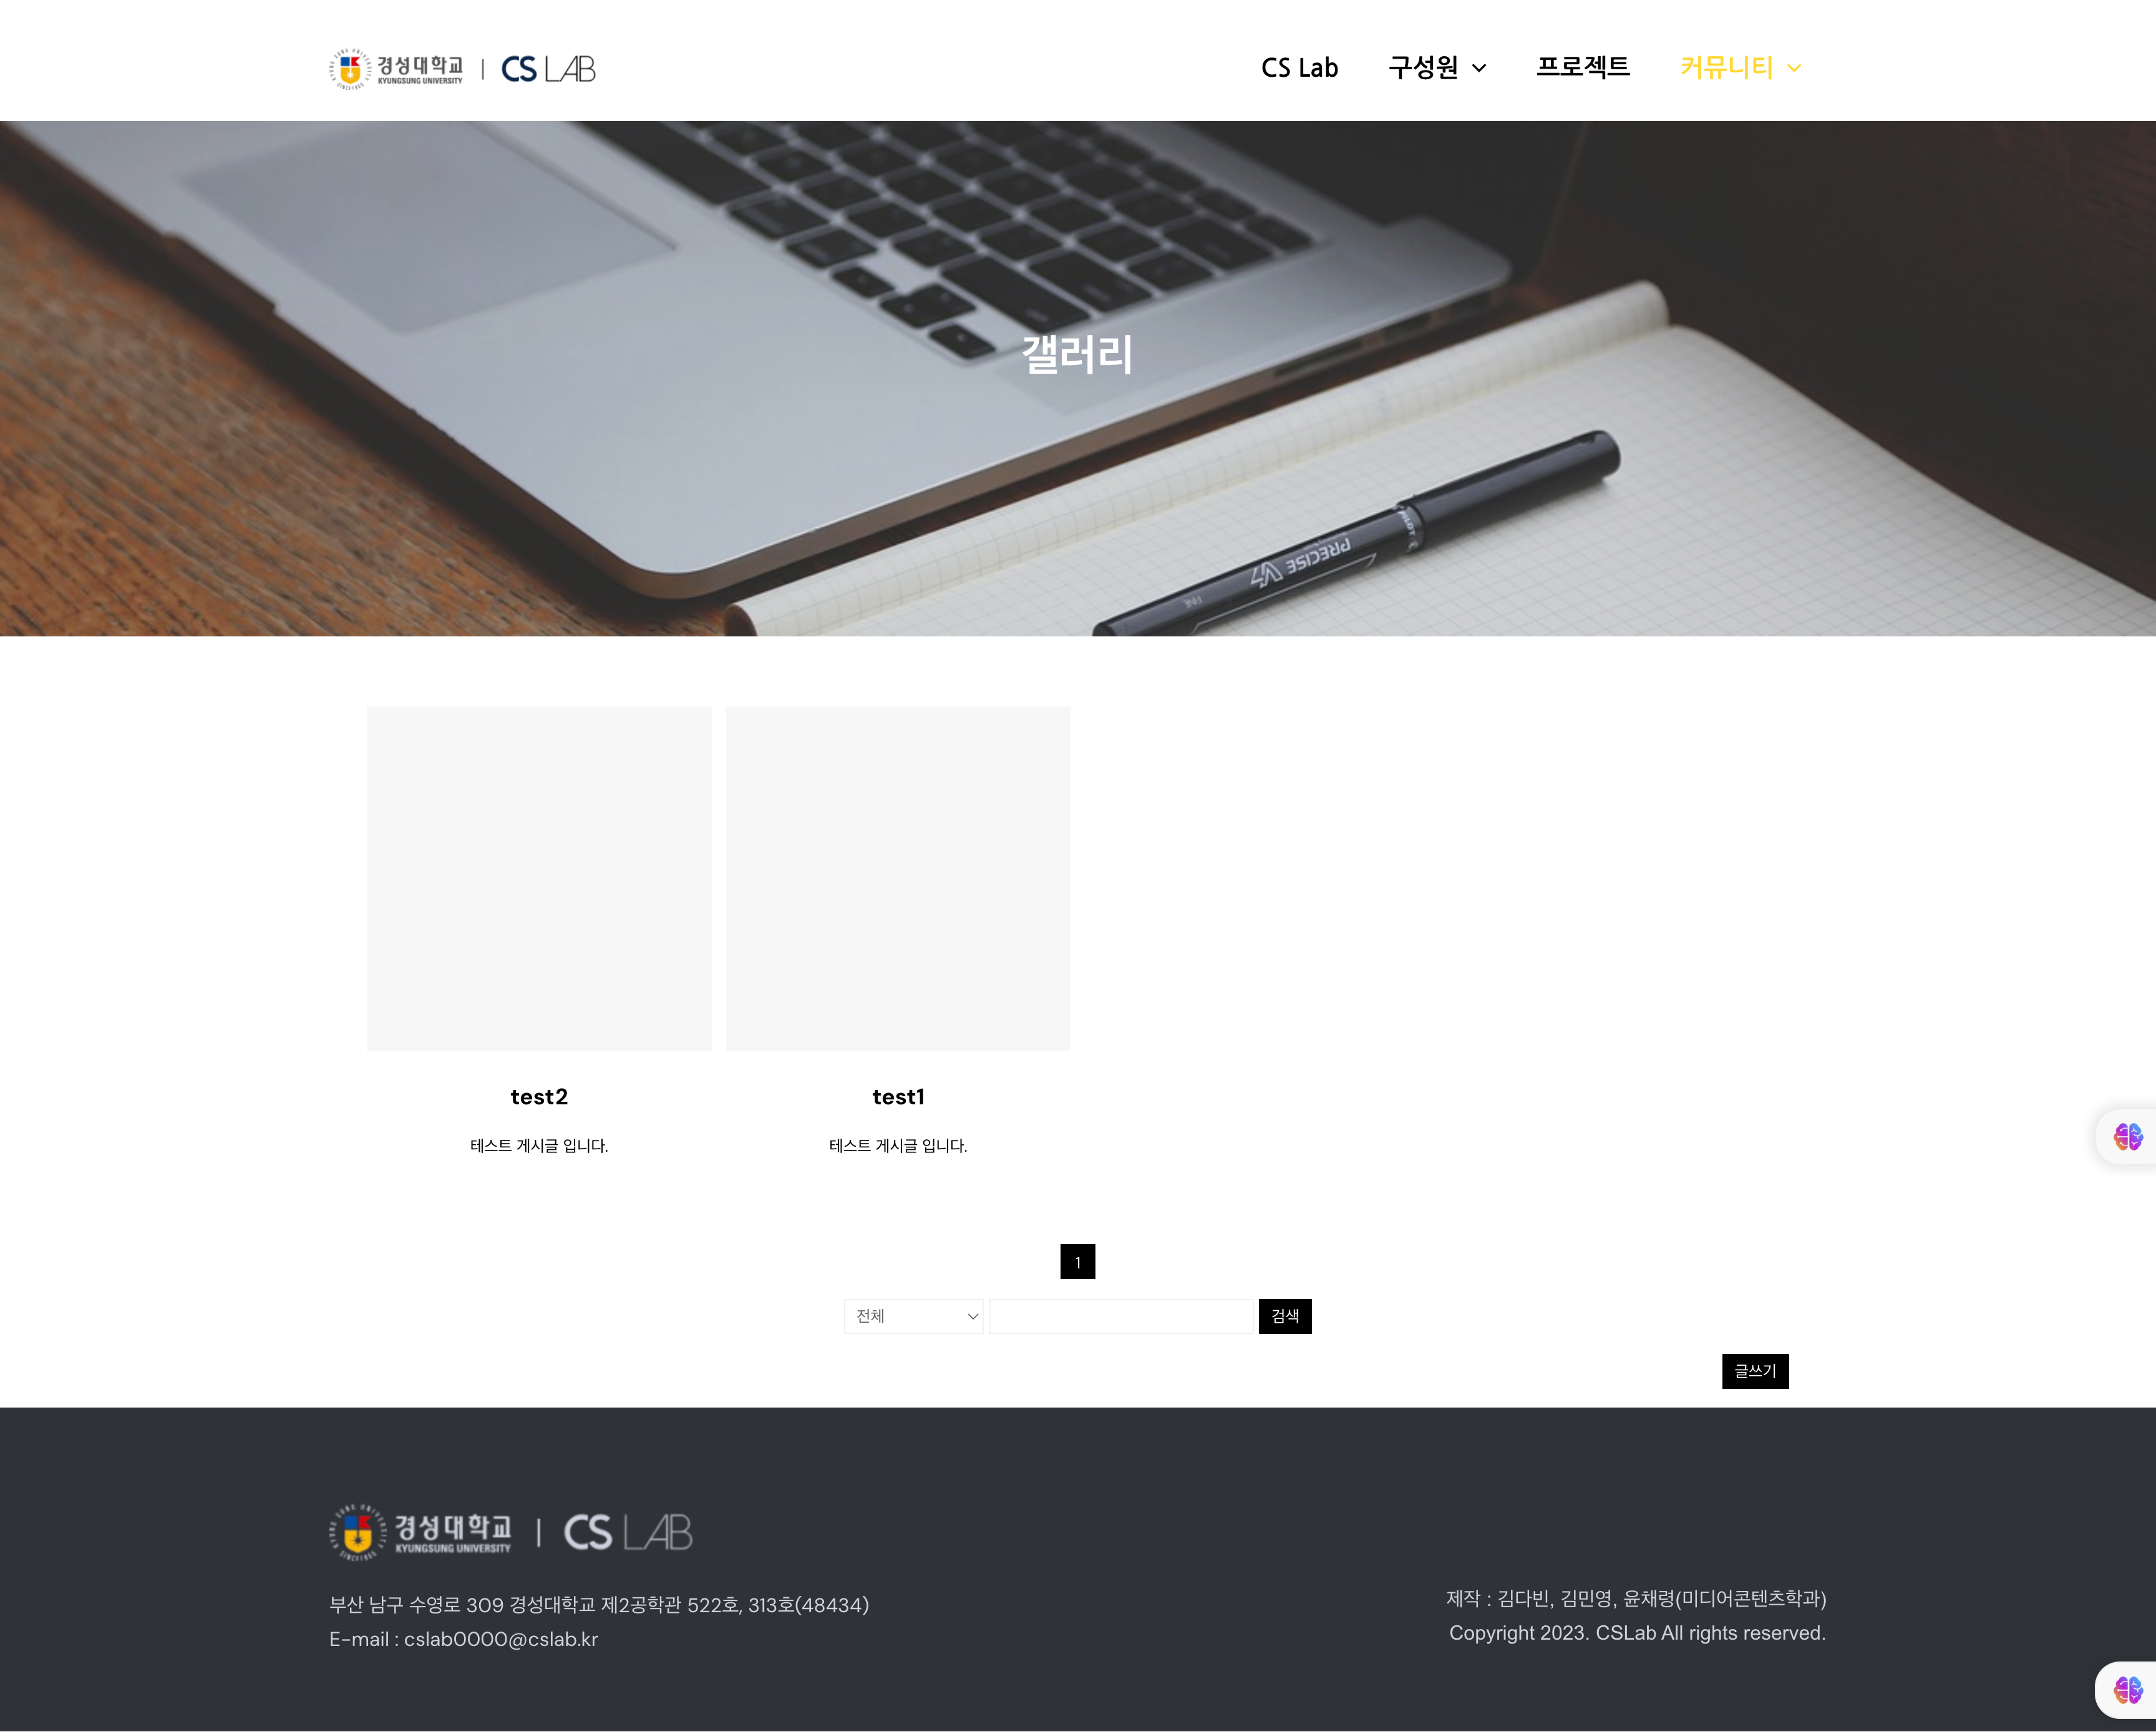 경성대학교
KYUNGSUNG UNIVERSITY
CS LAB
CS Lab
구성원
프로젝트
커뮤니티
갤러리
PILOT
PRECISE V7
FINE
test2
test1
테스트 게시글 입니다.
테스트 게시글 입니다.
1
전체
검색
글쓰기
경성대학교
KYUNGSUNG UNIVERSITY
CS LAB
부산 남구 수영로 309 경성대학교 제2공학관 522호, 313호(48434)
E-mail : cslab0000@cslab.kr
제작 : 김다빈, 김민영, 윤채령(미디어콘텐츠학과)
Copyright 2023. CSLab All rights reserved.